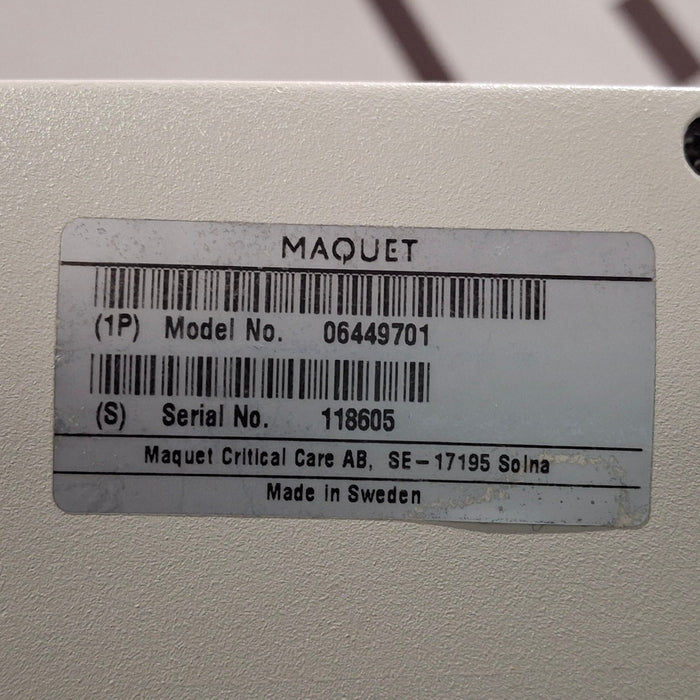 MAQUET
(1P) Model No. 06449701
(S) Serial No. 118605
Maquet Critical Care AB, SE-17195 Solna
Made in Sweden